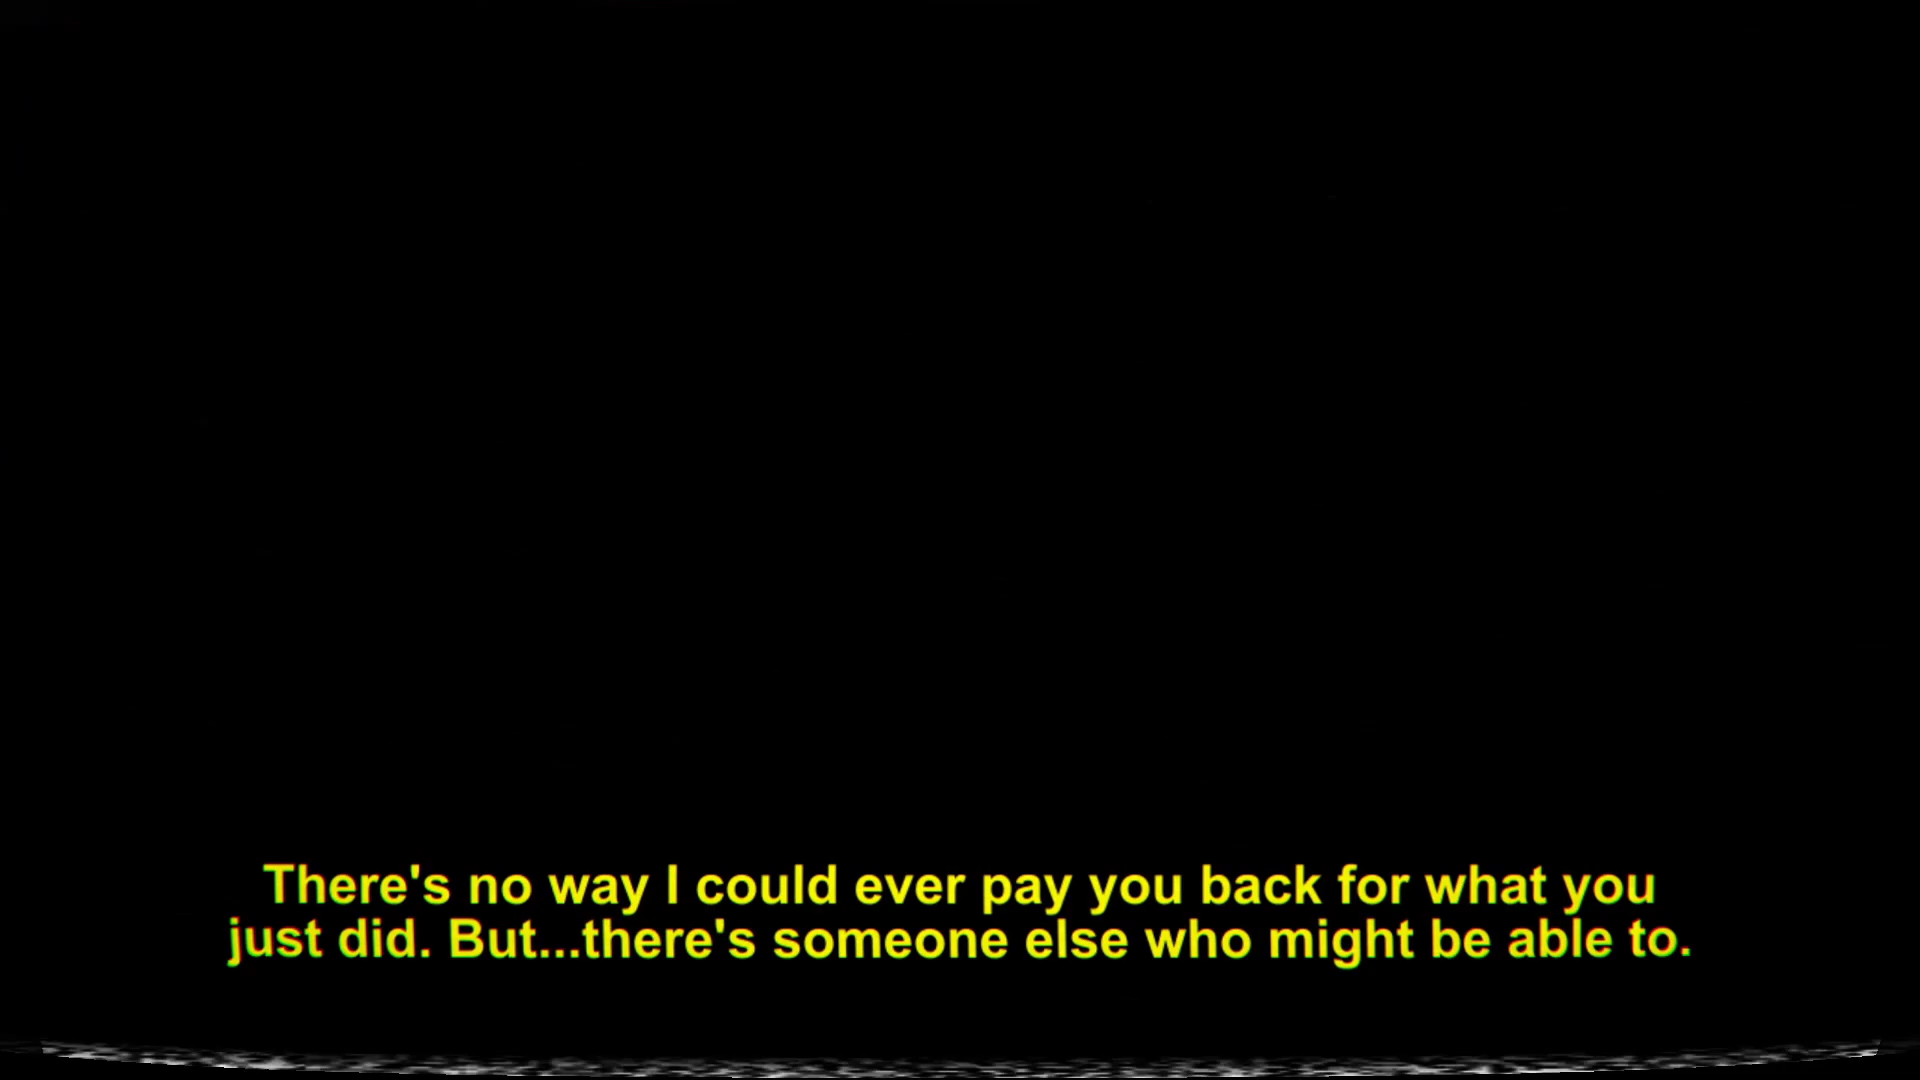 There's no way I could ever pay you back for what you
just did. But...there's someone else who might be able to.